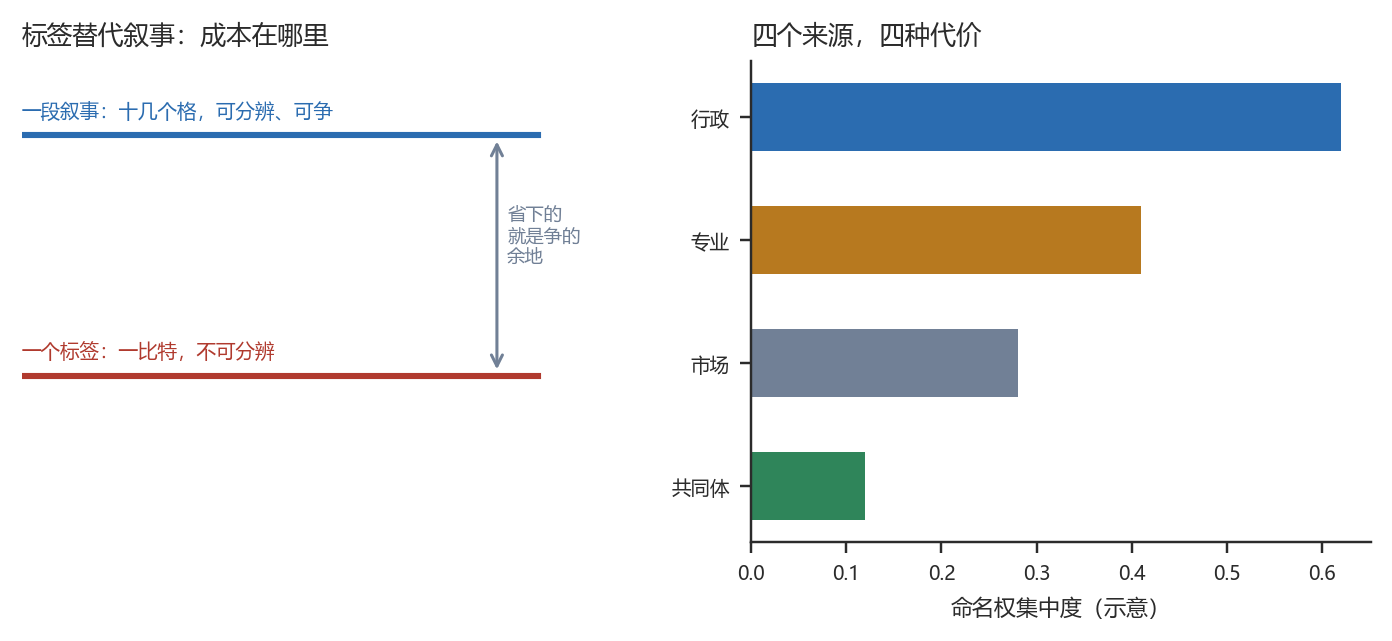 标签替代叙事：成本在哪里
一段叙事：十几个格，可分辨、可争
省下的
就是争的
余地
一个标签：一比特，不可分辨
四个来源，四种代价
行政
专业
市场
共同体
0.0 0.1 0.2 0.3 0.4 0.5 0.6
命名权集中度（示意）